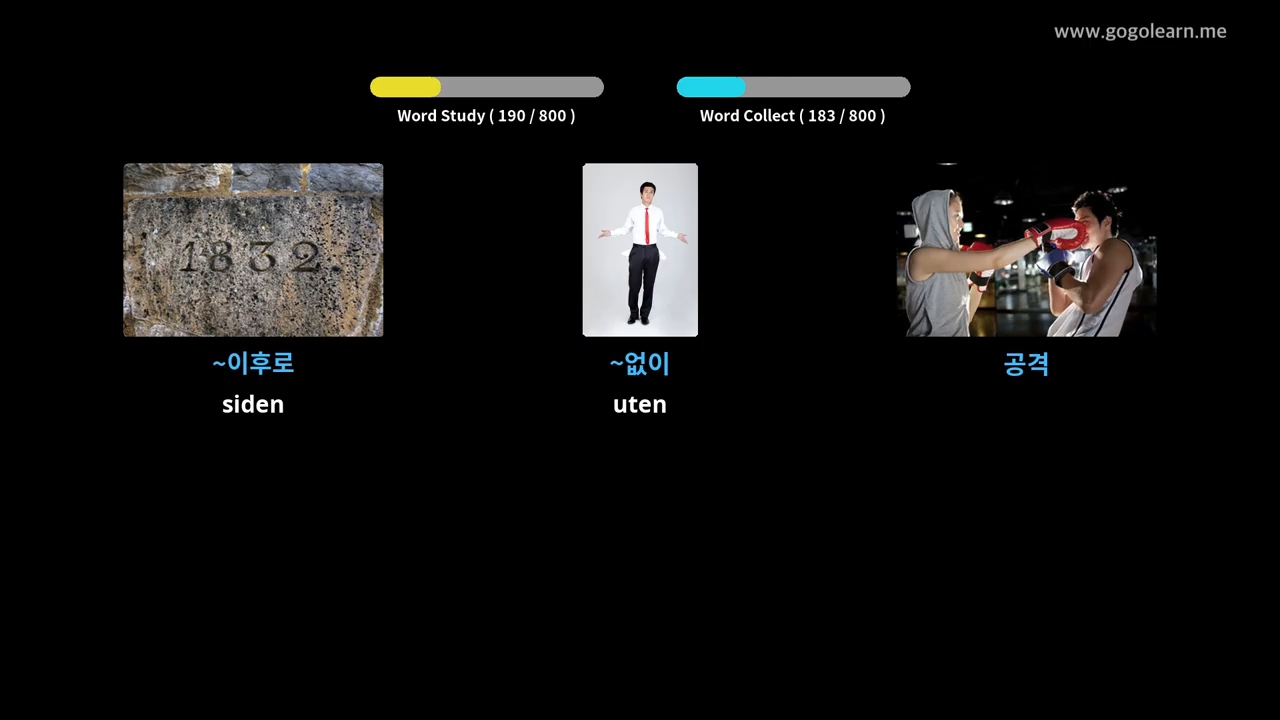 www.gogolearn.me
Word Study ( 190 / 800 )
Word Collect ( 183 / 800 )
1832.
~이후로
~없이
공격
siden
uten